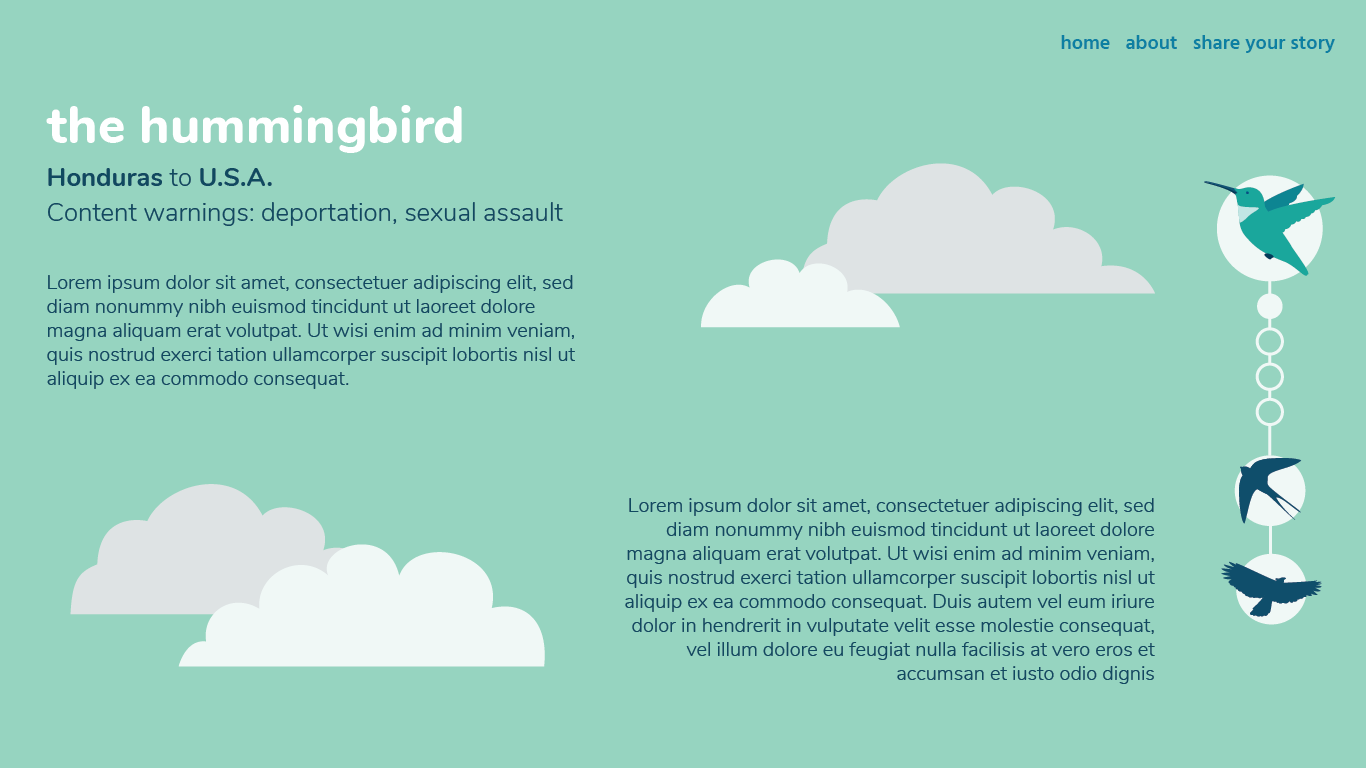 home about share your story
the hummingbird
Honduras to U.S.A.
Content warnings: deportation, sexual assault
Lorem ipsum dolor sit amet, consectetuer adipiscing elit, sed
diam nonummy nibh euismod tincidunt ut laoreet dolore
magna aliquam erat volutpat. Ut wisi enim ad minim veniam,
quis nostrud exerci tation ullamcorper suscipit lobortis nisl ut
aliquip ex ea commodo consequat.
Lorem ipsum dolor sit amet, consectetuer adipiscing elit, sed
diam nonummy nibh euismod tincidunt ut laoreet dolore
magna aliquam erat volutpat. Ut wisi enim ad minim veniam,
quis nostrud exerci tation ullamcorper suscipit lobortis nisl ut
aliquip ex ea commodo consequat. Duis autem vel eum iriure
dolor in hendrerit in vulputate velit esse molestie consequat,
vel illum dolore eu feugiat nulla facilisis at vero eros et
accumsan et iusto odio dignis